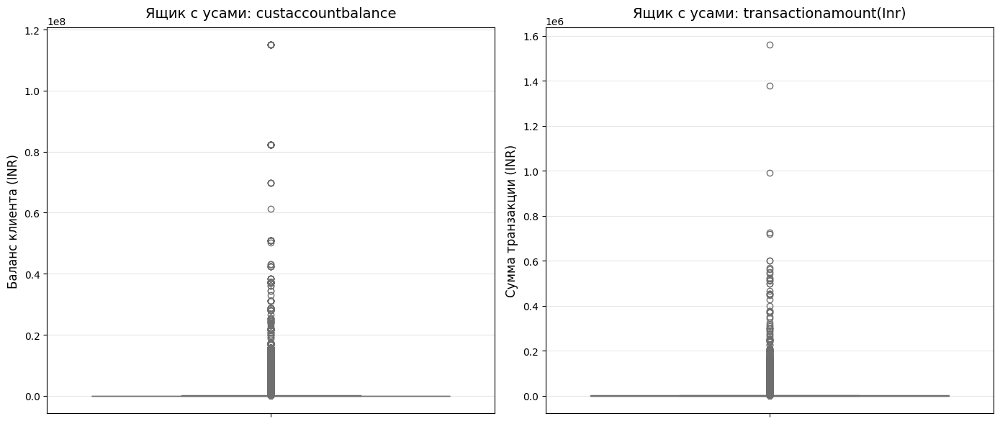 Ящик с усами: custaccountbalance
1e8
1.2
1.0
0.8
0.6
0.4
0.2
0.0
Баланс клиента (INR)
Ящик с усами: transactionamount(Inr)
1e6
1.6
1.4
1.2
1.0
0.8
0.6
0.4
0.2
0.0
Сумма транзакции (INR)